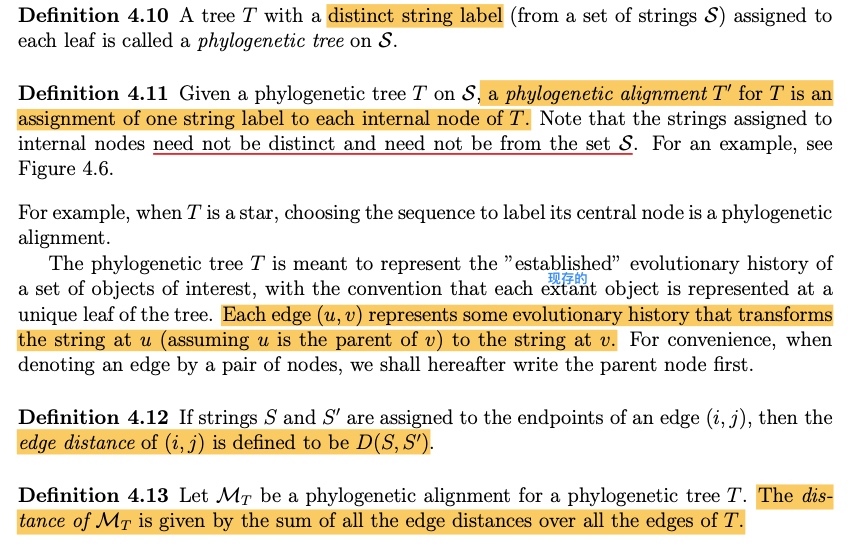 Definition 4.10 A tree T with a distinct string label (from a set of strings 𝒮) assigned to
each leaf is called a phylogenetic tree on 𝒮.
Definition 4.11 Given a phylogenetic tree T on 𝒮, a phylogenetic alignment T′ for T is an
assignment of one string label to each internal node of T. Note that the strings assigned to
internal nodes need not be distinct and need not be from the set 𝒮. For an example, see
Figure 4.6.
For example, when T is a star, choosing the sequence to label its central node is a phylogenetic
alignment.
The phylogenetic tree T is meant to represent the ”established” evolutionary history of
现存的
a set of objects of interest, with the convention that each extant object is represented at a
unique leaf of the tree. Each edge (u, v) represents some evolutionary history that transforms
the string at u (assuming u is the parent of v) to the string at v. For convenience, when
denoting an edge by a pair of nodes, we shall hereafter write the parent node first.
Definition 4.12 If strings S and S′ are assigned to the endpoints of an edge (i, j), then the
edge distance of (i, j) is defined to be D(S, S′).
Definition 4.13 Let ℳT be a phylogenetic alignment for a phylogenetic tree T. The dis-
tance of ℳT is given by the sum of all the edge distances over all the edges of T.